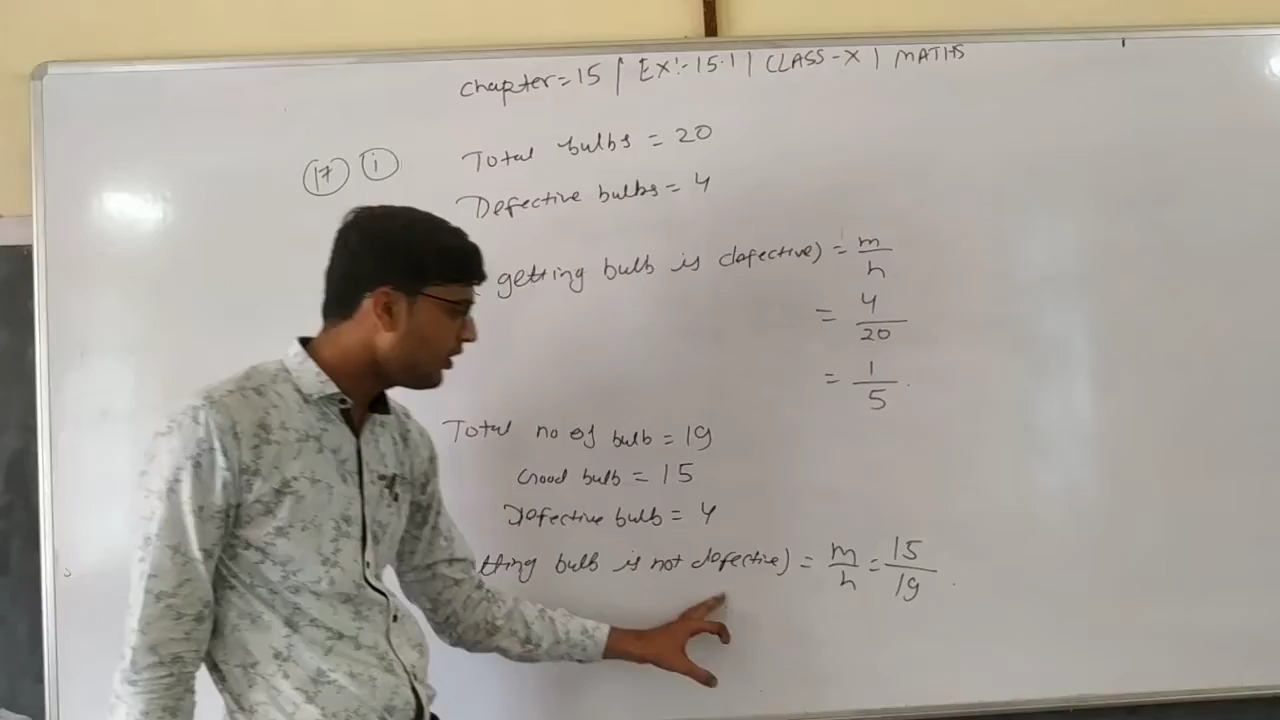 Chapter=15 / EX:-15.1 | CLASS-X | MATHS
17 i Total bulbs = 20
Defective bulbs = 4
getting bulb is defective) = m/n
= 4/20
= 1/5.
Total no of bulb = 19
Good bulb = 15
Defective bulb = 4
tting bulb is not defective) = m/n = 15/19.